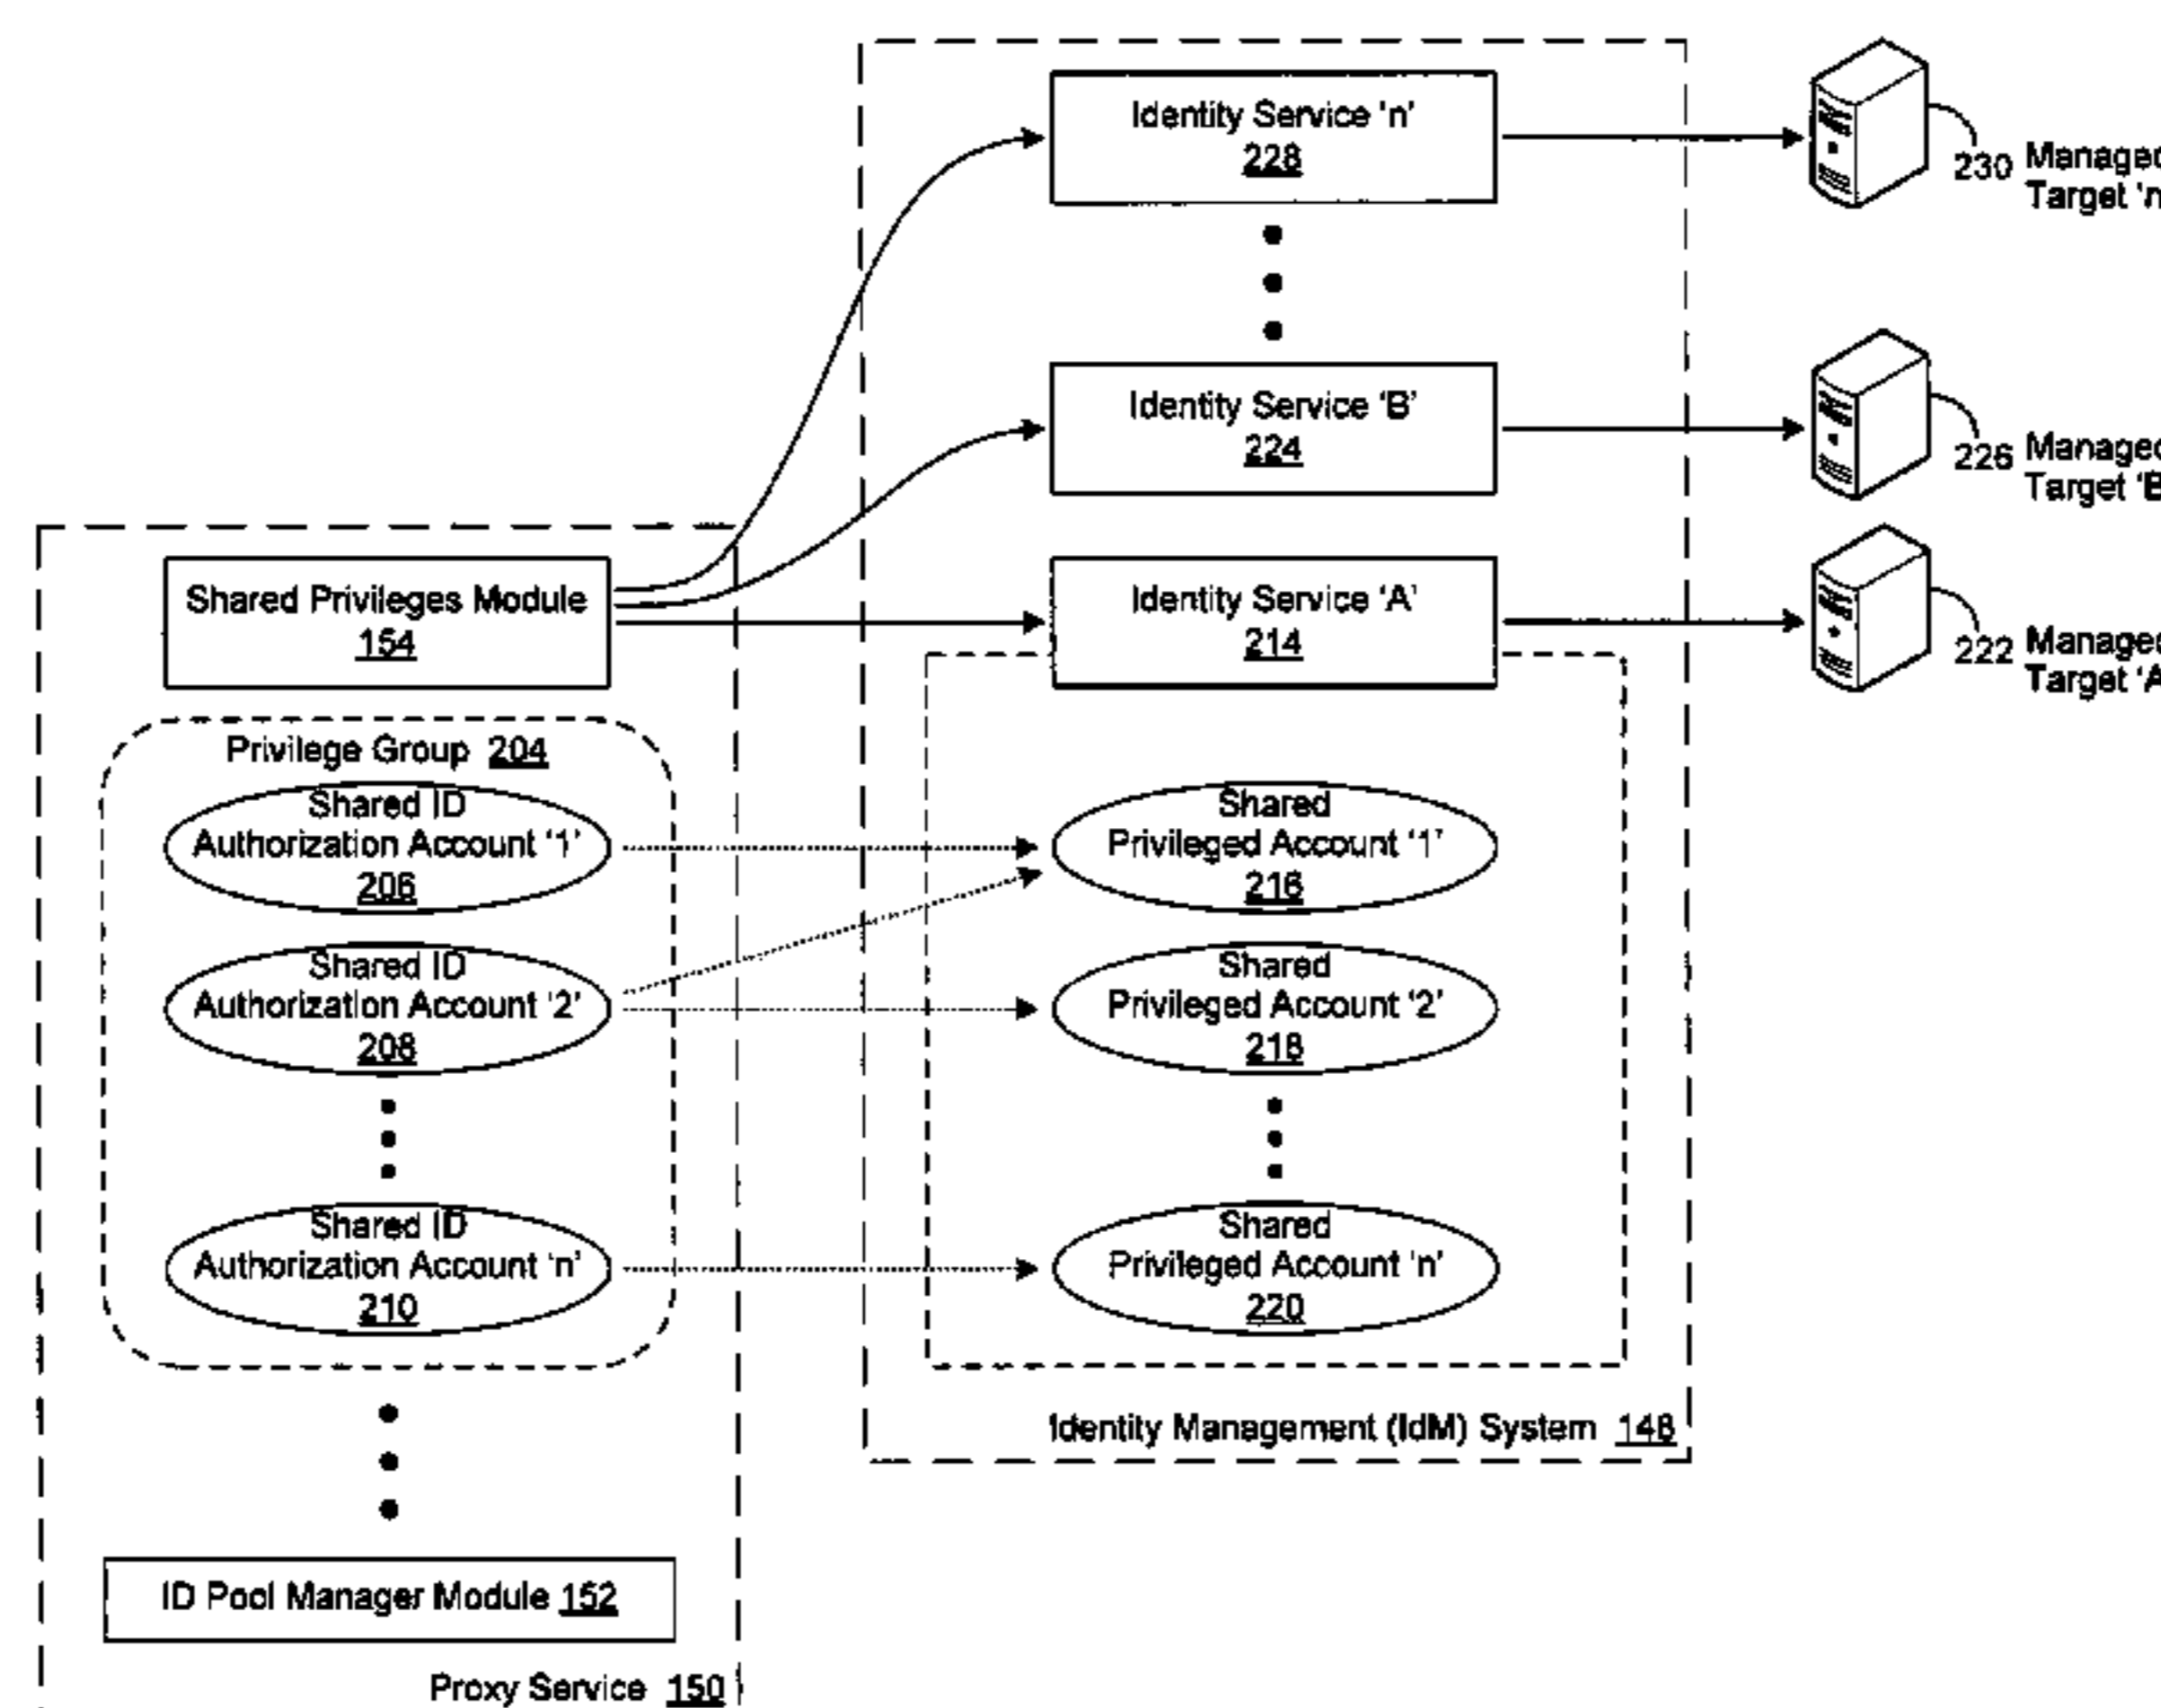 Identity Service 'n'
228
230 Managed
Target 'n
Identity Service 'B'
224
226 Managed
Target 'B
Shared Privileges Module
154
Identity Service 'A'
214
222 Managed
Target 'A
Privilege Group 204
Shared ID
Authorization Account '1'
206
Shared
Privileged Account '1'
216
Shared ID
Authorization Account '2'
208
Shared
Privileged Account '2'
218
Shared ID
Authorization Account 'n'
210
Shared
Privileged Account 'n'
220
Identity Management (IdM) System 148
ID Pool Manager Module 152
Proxy Service 150